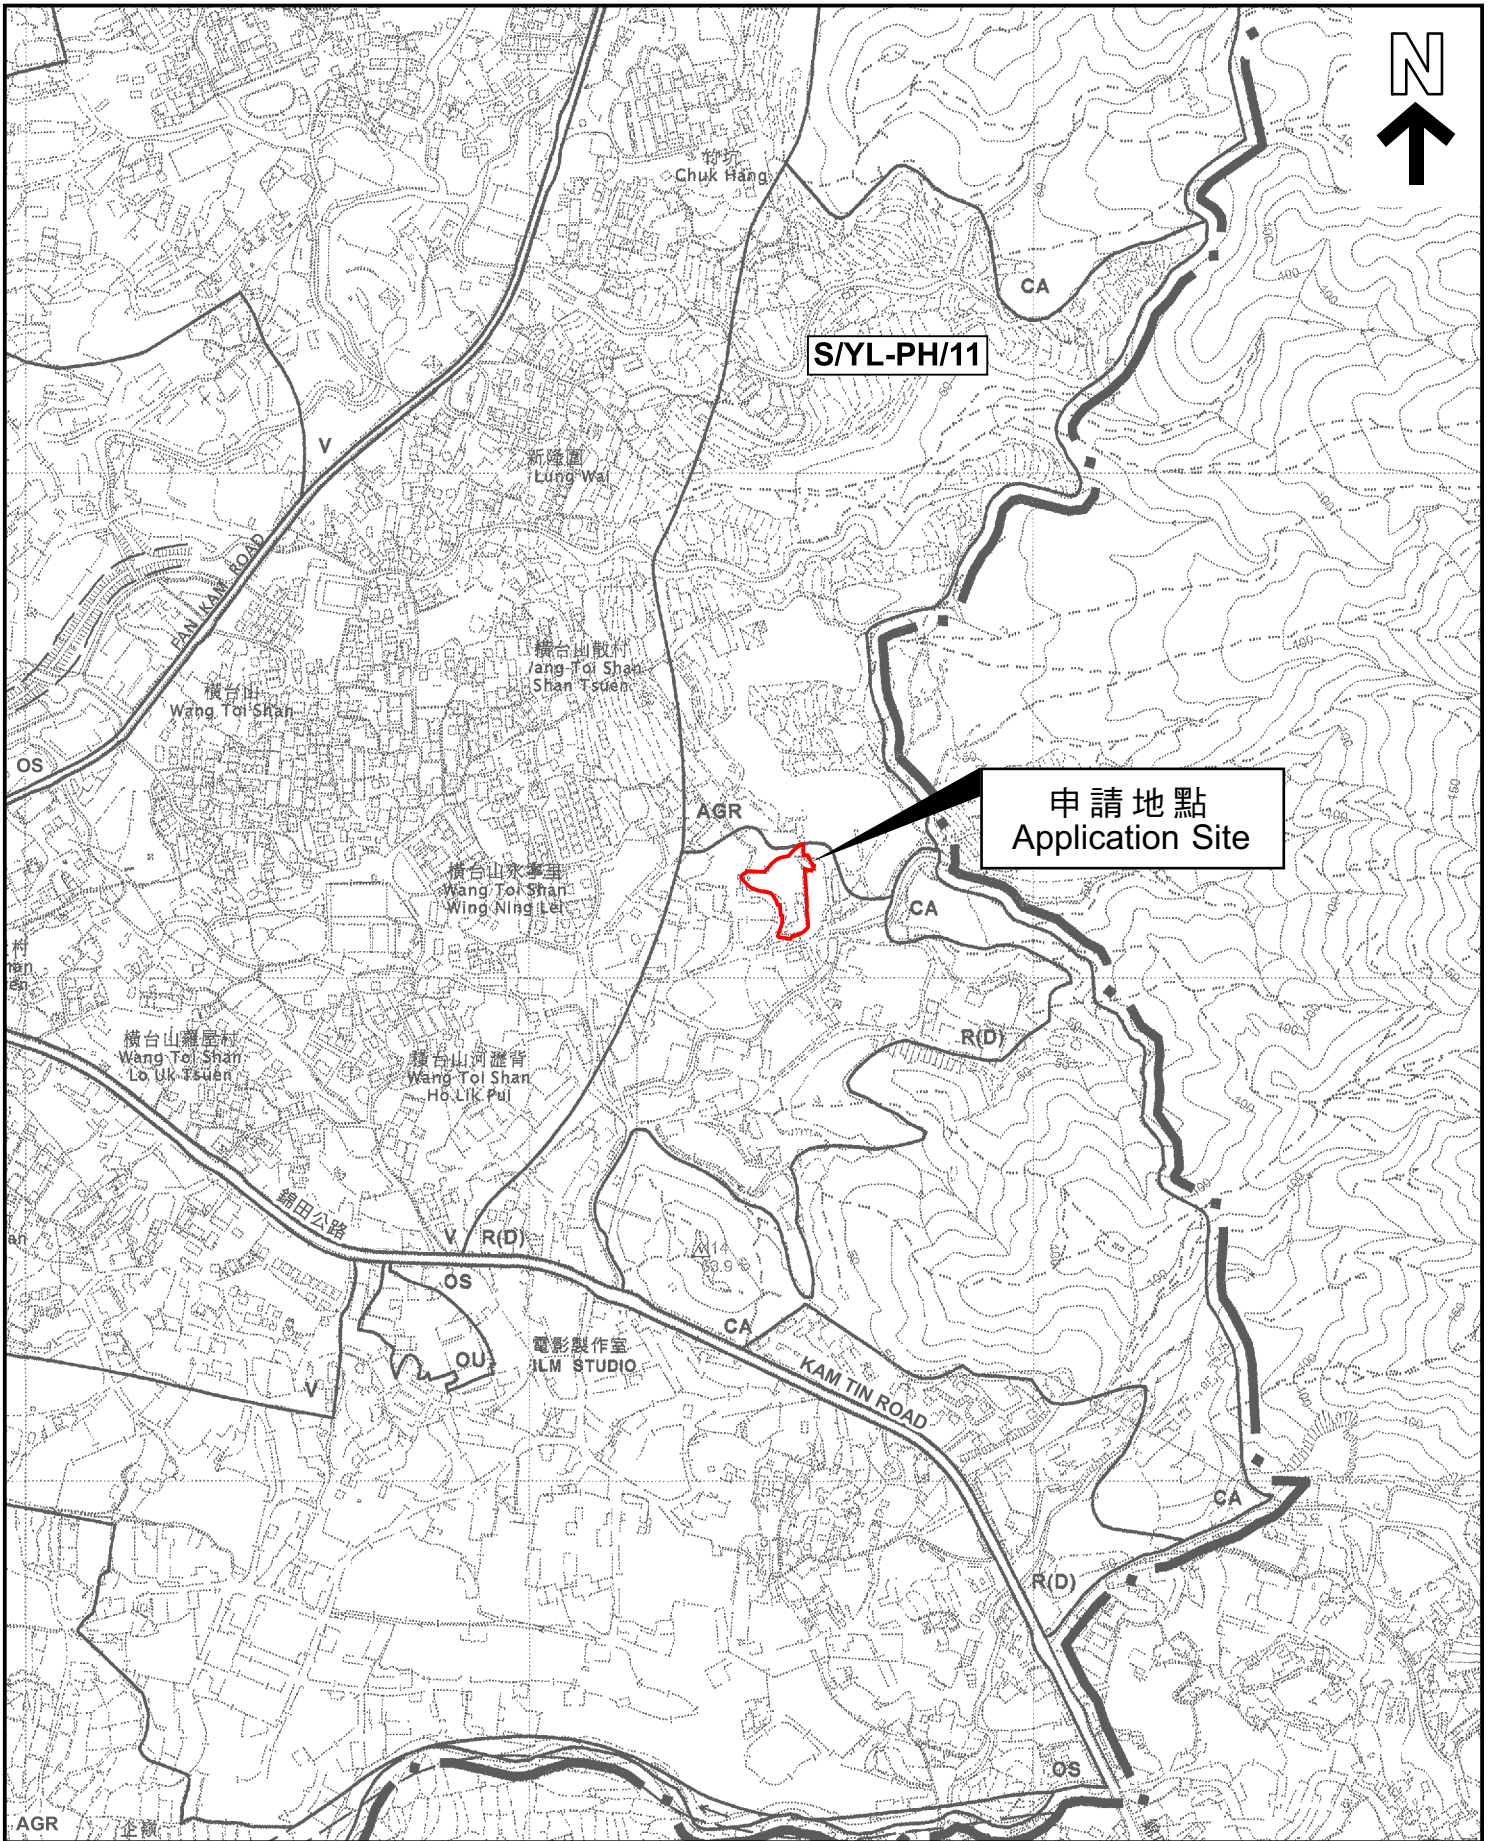 N
竹坑
Chuk Hang
CA
S/YL-PH/11
V
新隆圍
Lung Wai
FAN KAM ROAD
橫台山散村
Wang Toi Shan
Shan Tsuen
橫台山
Wang Toi Shan
OS
AGR
申請地點
Application Site
橫台山永寧里
Wang Toi Shan
Wing Ning Lei
CA
村
R(D)
橫台山羅屋村
Wang Toi Shan
Lo Uk Tsuen
橫台山河瀝背
Wang Toi Shan
Ho Lik Pui
錦田公路
V
R(D)
OS
CA
OU
電影製作室
ILM STUDIO
V
KAM TIN ROAD
CA
R(D)
OS
AGR
企嶺